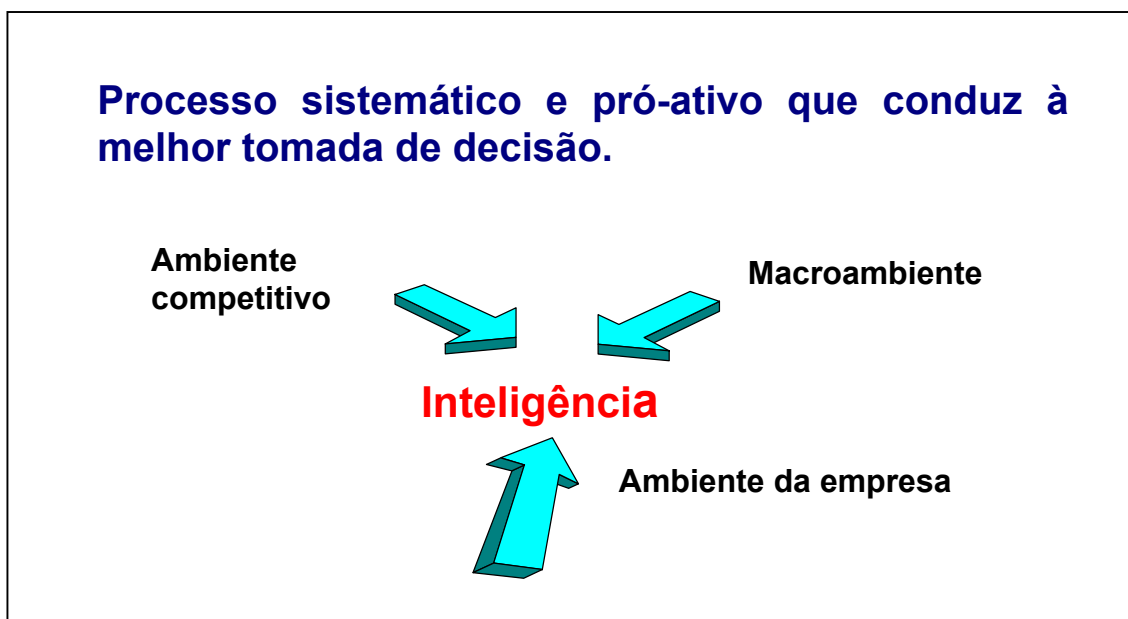 Processo sistemático e pró-ativo que conduz à
melhor tomada de decisão.
Ambiente
competitivo
Macroambiente
Inteligência
Ambiente da empresa